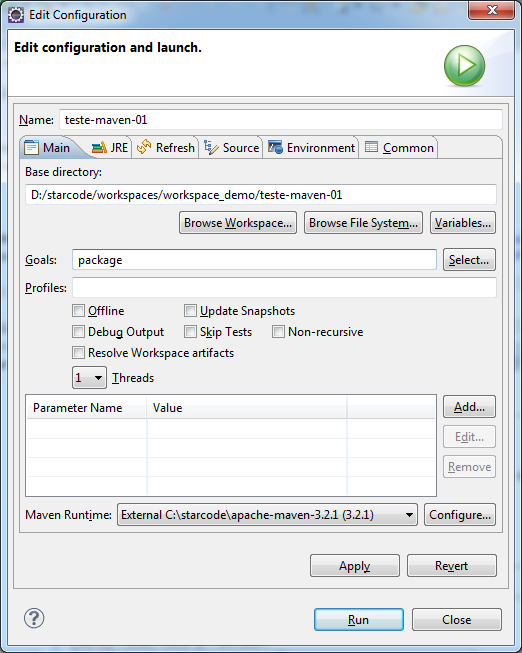 Edit Configuration
Edit configuration and launch.
Name: teste-maven-01
Main JRE Refresh Source Environment Common
Base directory:
D:/starcode/workspaces/workspace_demo/teste-maven-01
Browse Workspace... Browse File System... Variables...
Goals: package Select...
Profiles:
Offline Update Snapshots
Debug Output Skip Tests Non-recursive
Resolve Workspace artifacts
1 Threads
Parameter Name Value Add...
Edit...
Remove
Maven Runtime: External C:\starcode\apache-maven-3.2.1 (3.2.1) Configure...
Apply Revert
? Run Close